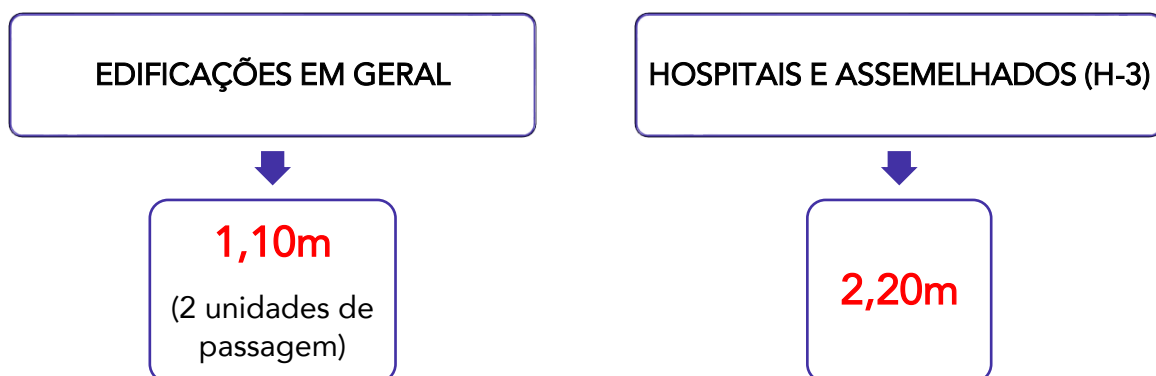 EDIFICAÇÕES EM GERAL
1,10m
(2 unidades de
passagem)
HOSPITAIS E ASSEMELHADOS (H-3)
2,20m